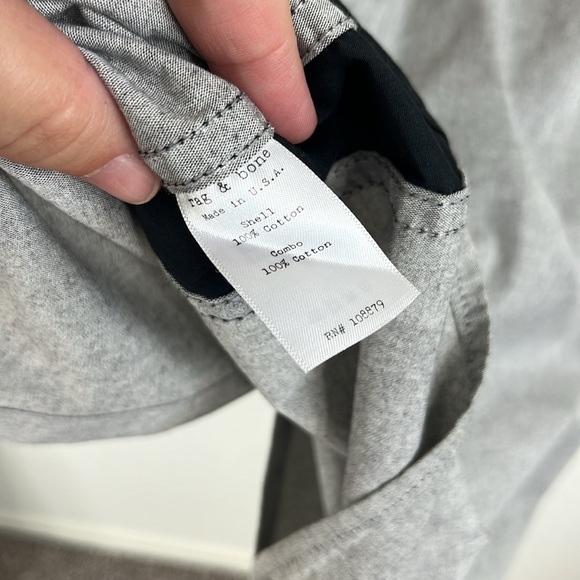 rag & bone
Made in U.S.A.
Shell
100% Cotton
Combo
100% Cotton
RN# 108879